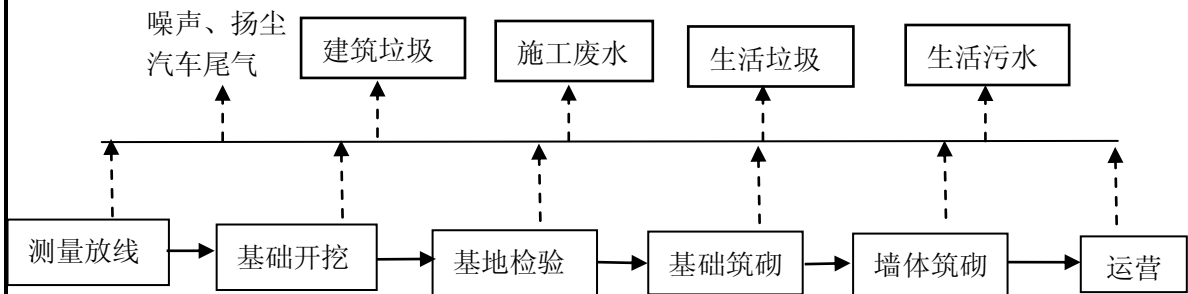 噪声、扬尘
汽车尾气
建筑垃圾
施工废水
生活垃圾
生活污水
测量放线
基础开挖
基地检验
基础筑砌
墙体筑砌
运营